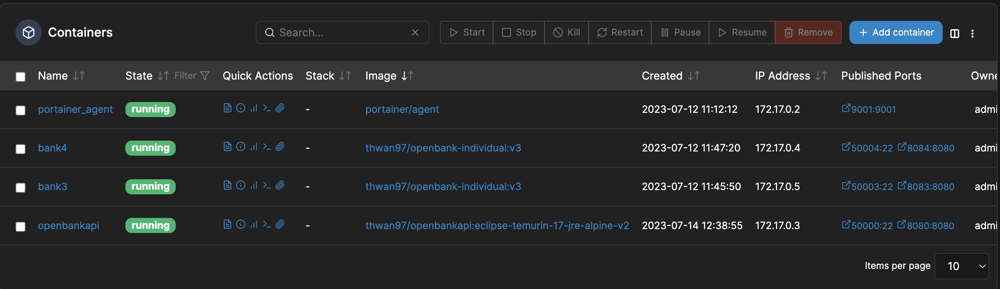 Containers Search... Start Stop Kill Restart Pause Resume Remove + Add container
Name State Filter Quick Actions Stack Image Created IP Address Published Ports Owne
portainer_agent running - portainer/agent 2023-07-12 11:12:12 172.17.0.2 9001:9001 admi
bank4 running - thwan97/openbank-individual:v3 2023-07-12 11:47:20 172.17.0.4 50004:22 8084:8080 admi
bank3 running - thwan97/openbank-individual:v3 2023-07-12 11:45:50 172.17.0.5 50003:22 8083:8080 admi
openbankapi running - thwan97/openbankapi:eclipse-temurin-17-jre-alpine-v2 2023-07-14 12:38:55 172.17.0.3 50000:22 8080:8080 admi
Items per page 10